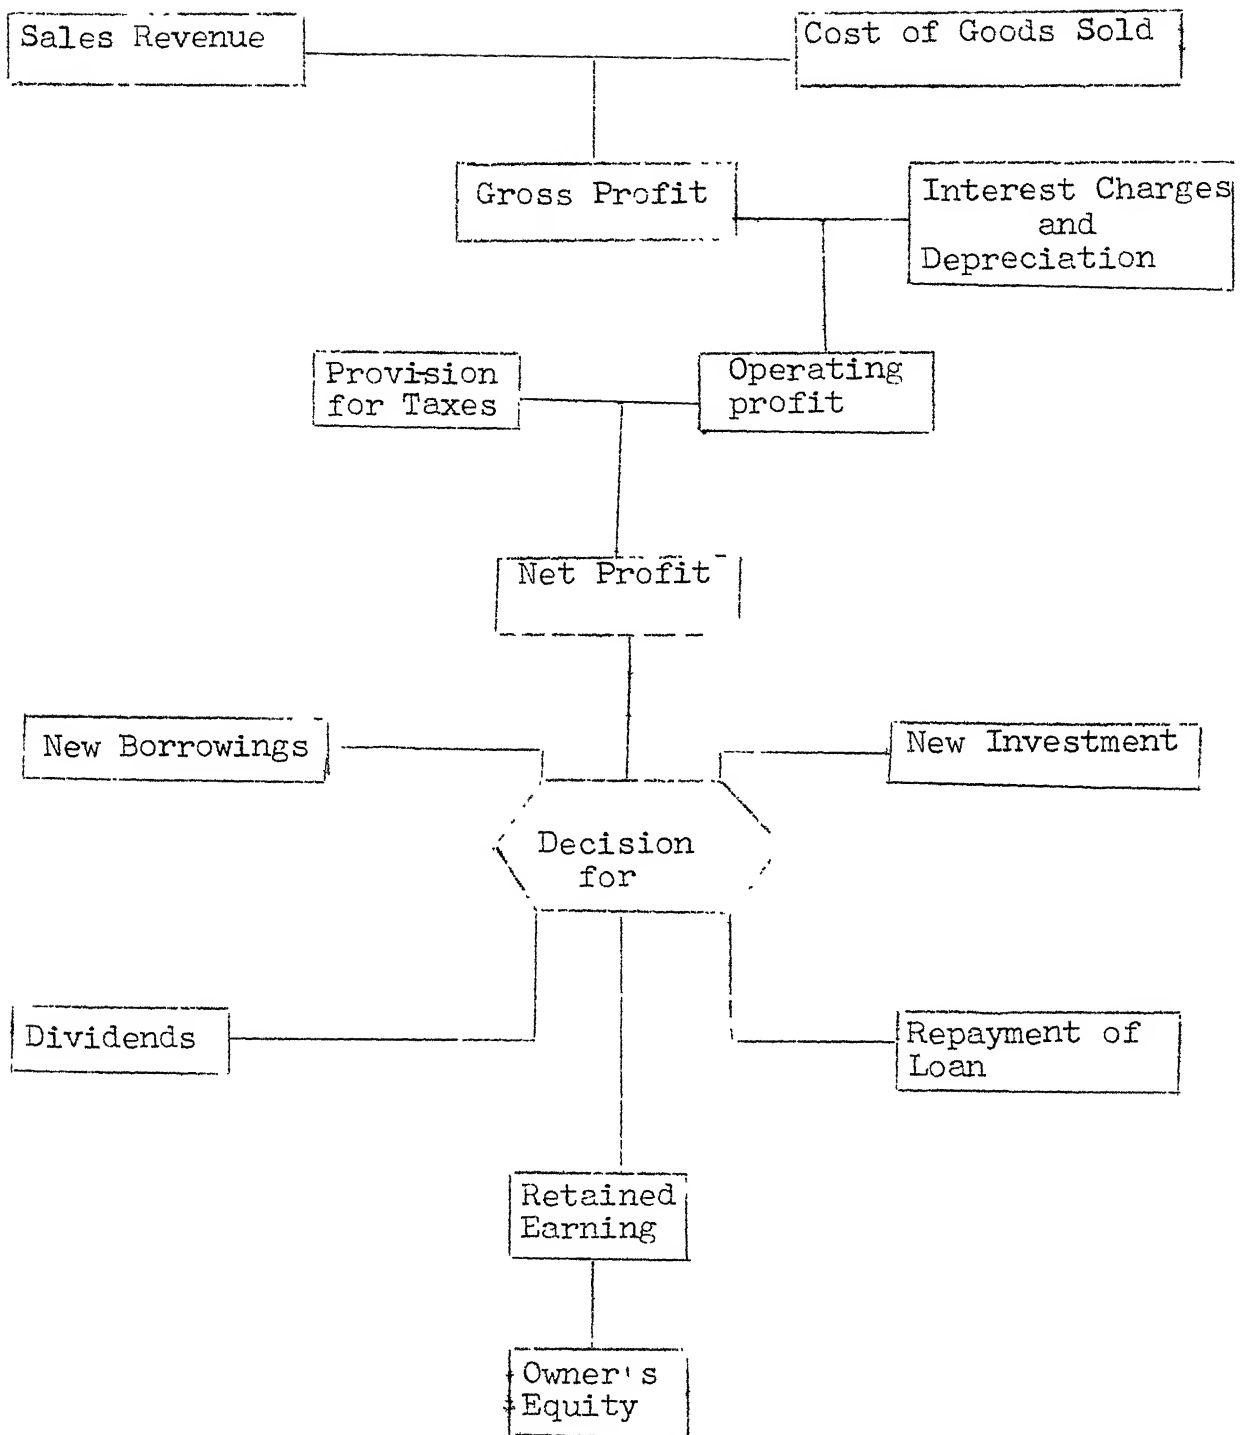 Sales Revenue
Cost of Goods Sold
Gross Profit
Interest Charges
and
Depreciation
Provision
for Taxes
Operating
profit
Net Profit
New Borrowings
New Investment
Decision
for
Dividends
Repayment of
Loan
Retained
Earning
Owner's
Equity